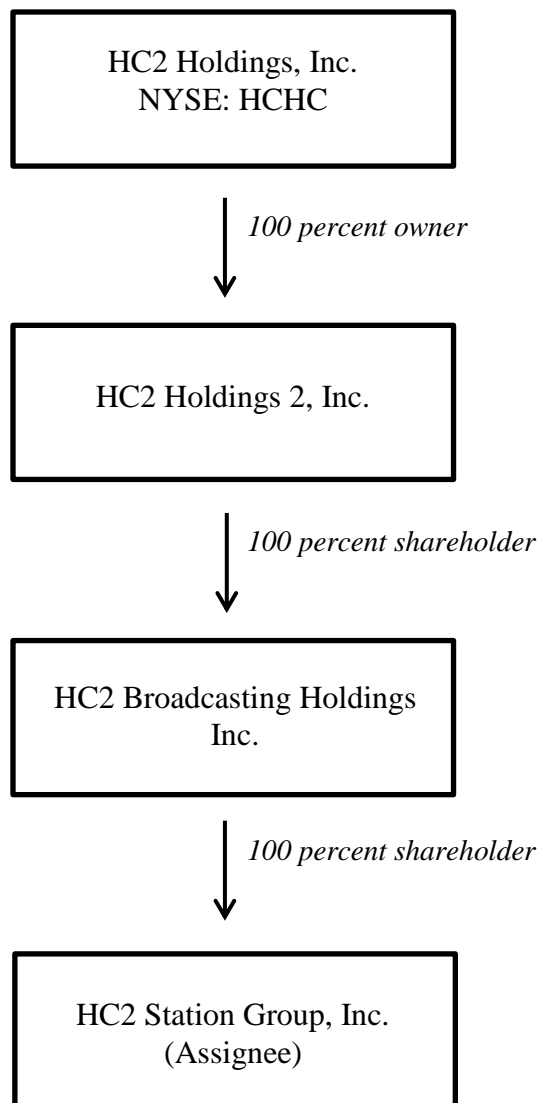 HC2 Holdings, Inc.
NYSE: HCHC
100 percent owner
HC2 Holdings 2, Inc.
100 percent shareholder
HC2 Broadcasting Holdings
Inc.
100 percent shareholder
HC2 Station Group, Inc.
(Assignee)